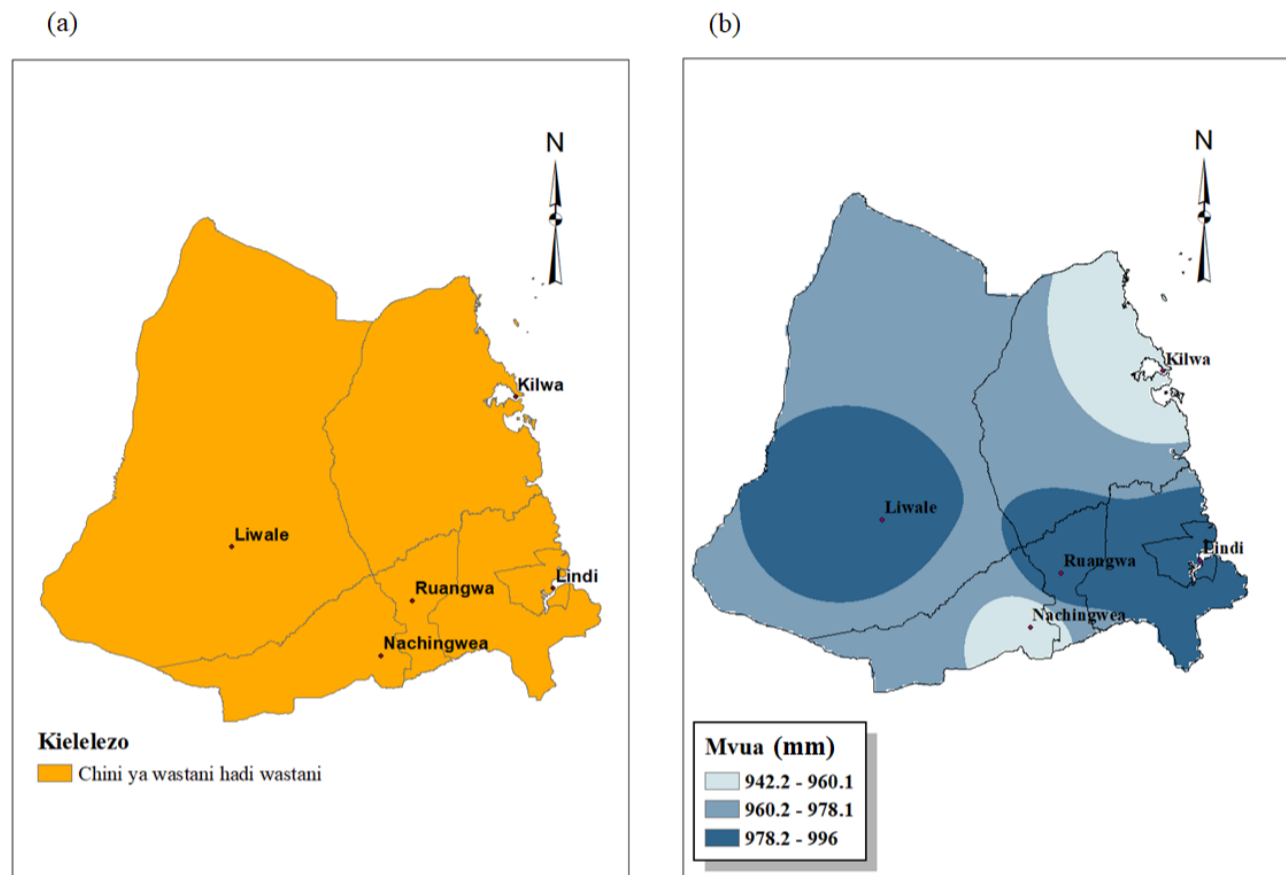 (a)
N
Kilwa
Liwale
Ruangwa
Lindi
Nachingwea
Kielelezo
Chini ya wastani hadi wastani
(b)
N
Kilwa
Liwale
Ruangwa
Lindi
Nachingwea
Mvua (mm)
942.2 - 960.1
960.2 - 978.1
978.2 - 996